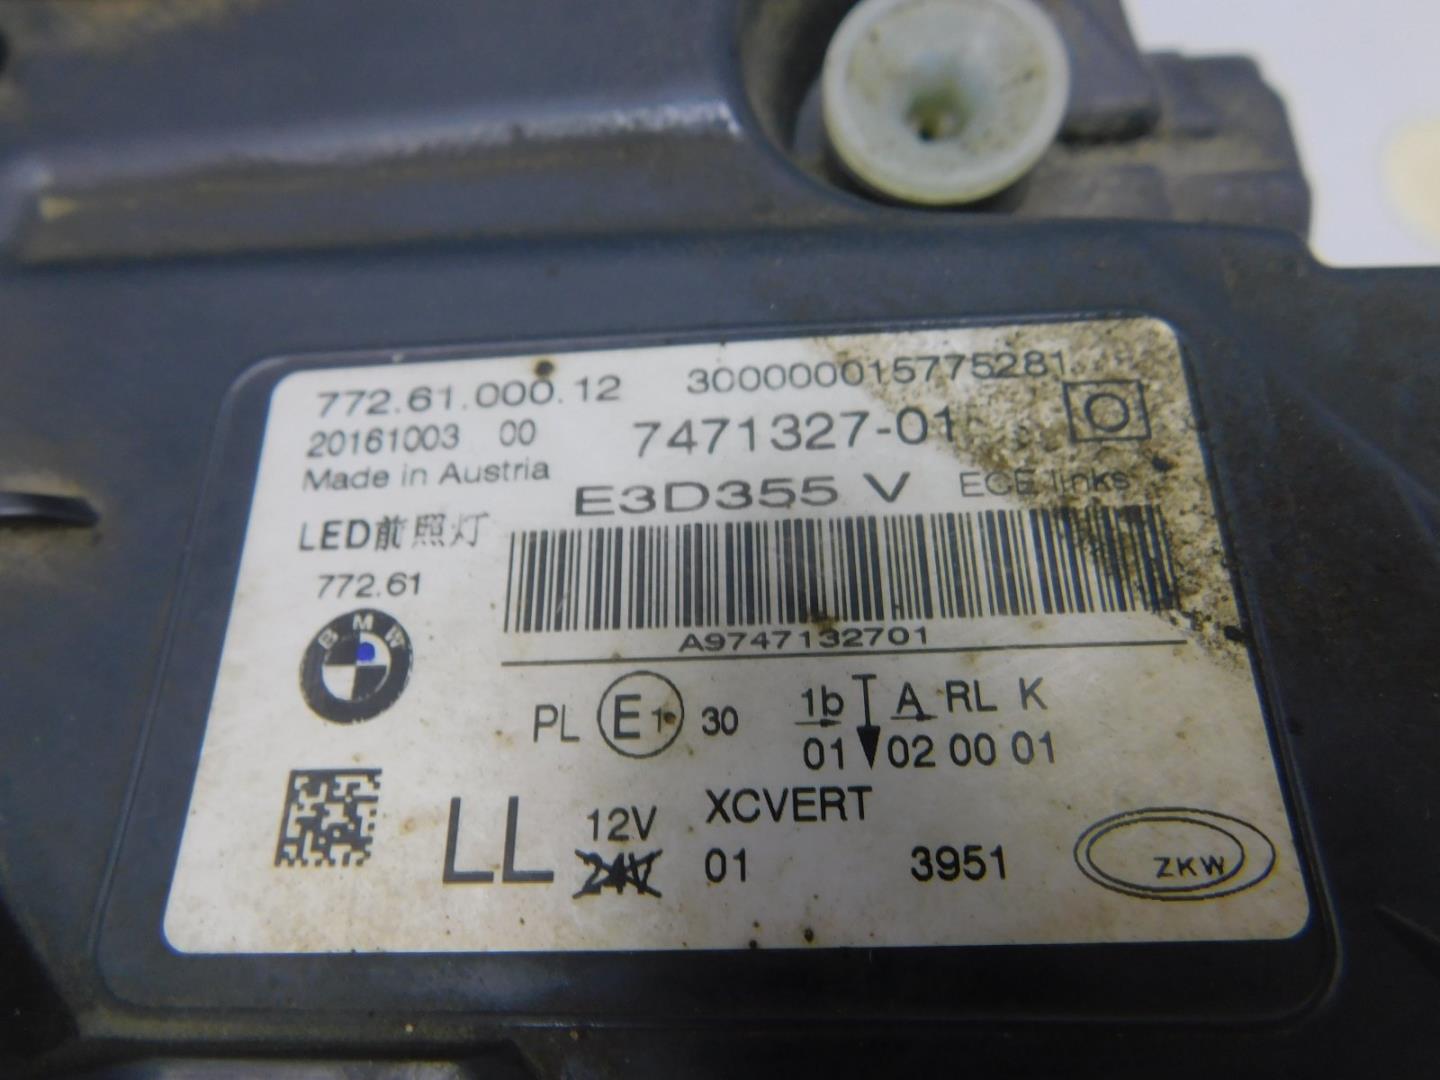 772.61.000.12 300000015775281
20161003 00 7471327-01
Made in Austria E3D355 V ECE links
LED前照灯
772.61
A9747132701
BMW
PL E1 30 1b A RL K
01 02 00 01
LL 12V XCVERT
24V 01 3951 ZKW